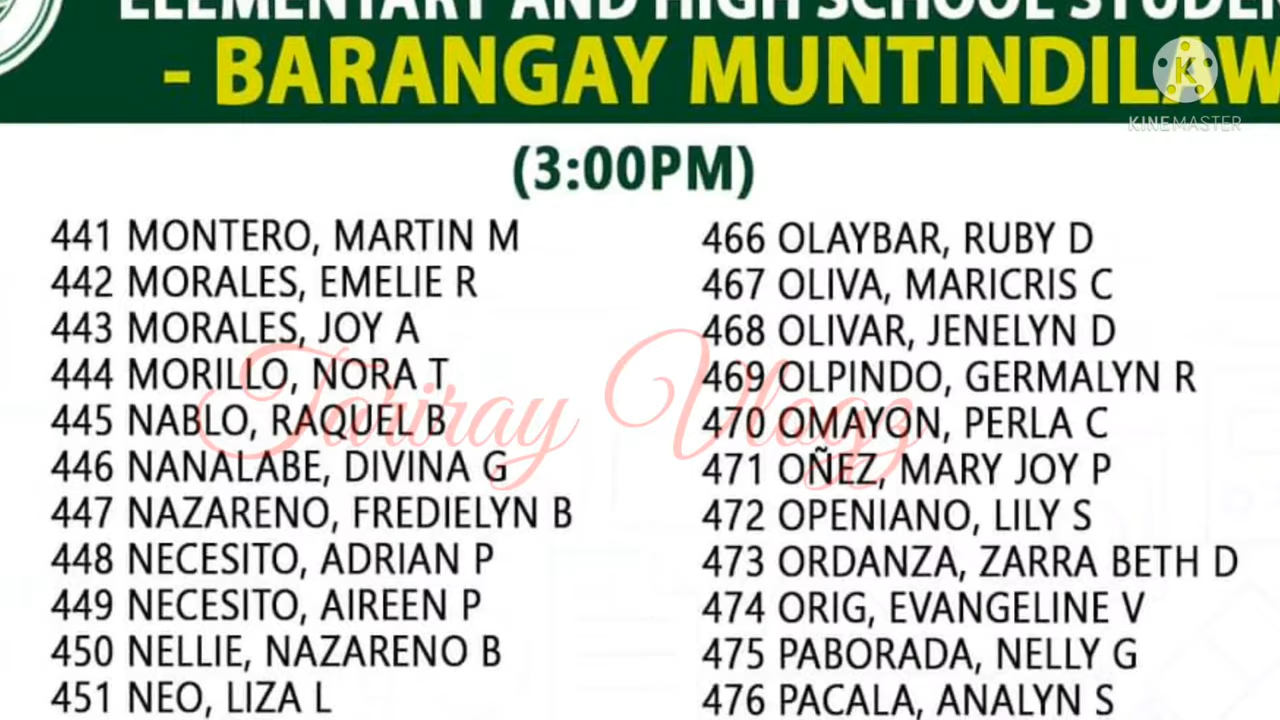 ELEMENTARY AND HIGH SCHOOL STUDEN
- BARANGAY MUNTINDILAW
KINEMASTER
(3:00PM)
441 MONTERO, MARTIN M
442 MORALES, EMELIE R
443 MORALES, JOY A
444 MORILLO, NORA T
445 NABLO, RAQUEL B
446 NANALABE, DIVINA G
447 NAZARENO, FREDIELYN B
448 NECESITO, ADRIAN P
449 NECESITO, AIREEN P
450 NELLIE, NAZARENO B
451 NEO, LIZA L
466 OLAYBAR, RUBY D
467 OLIVA, MARICRIS C
468 OLIVAR, JENELYN D
469 OLPINDO, GERMALYN R
470 OMAYON, PERLA C
471 OÑEZ, MARY JOY P
472 OPENIANO, LILY S
473 ORDANZA, ZARRA BETH D
474 ORIG, EVANGELINE V
475 PABORADA, NELLY G
476 PACALA, ANALYN S
Vlogz